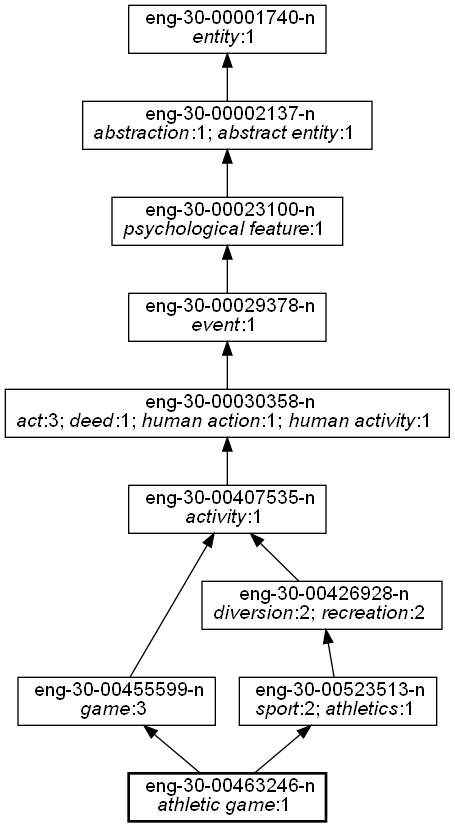 eng-30-00001740-n
entity:1
eng-30-00002137-n
abstraction:1; abstract entity:1
eng-30-00023100-n
psychological feature:1
eng-30-00029378-n
event:1
eng-30-00030358-n
act:3; deed:1; human action:1; human activity:1
eng-30-00407535-n
activity:1
eng-30-00426928-n
diversion:2; recreation:2
eng-30-00455599-n
game:3
eng-30-00523513-n
sport:2; athletics:1
eng-30-00463246-n
athletic game:1